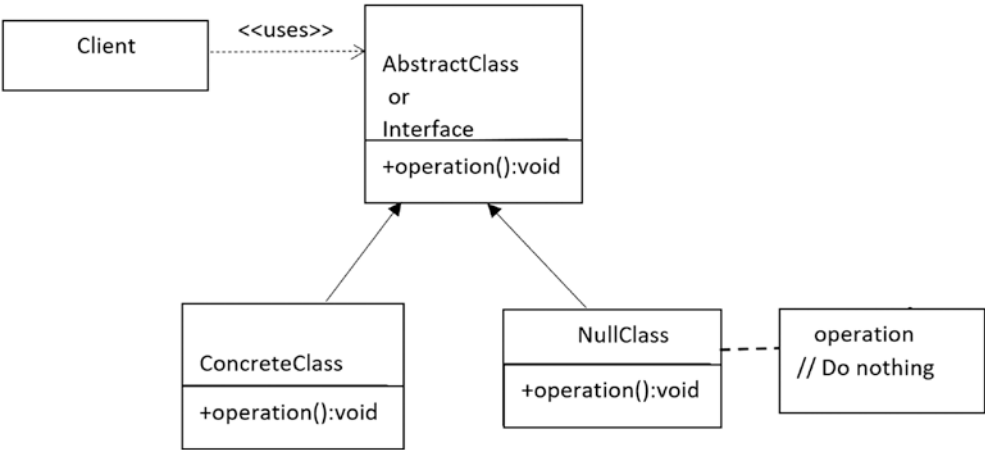 Client
<<uses>>
AbstractClass
or
Interface
+operation():void
ConcreteClass
+operation():void
NullClass
+operation():void
operation
// Do nothing